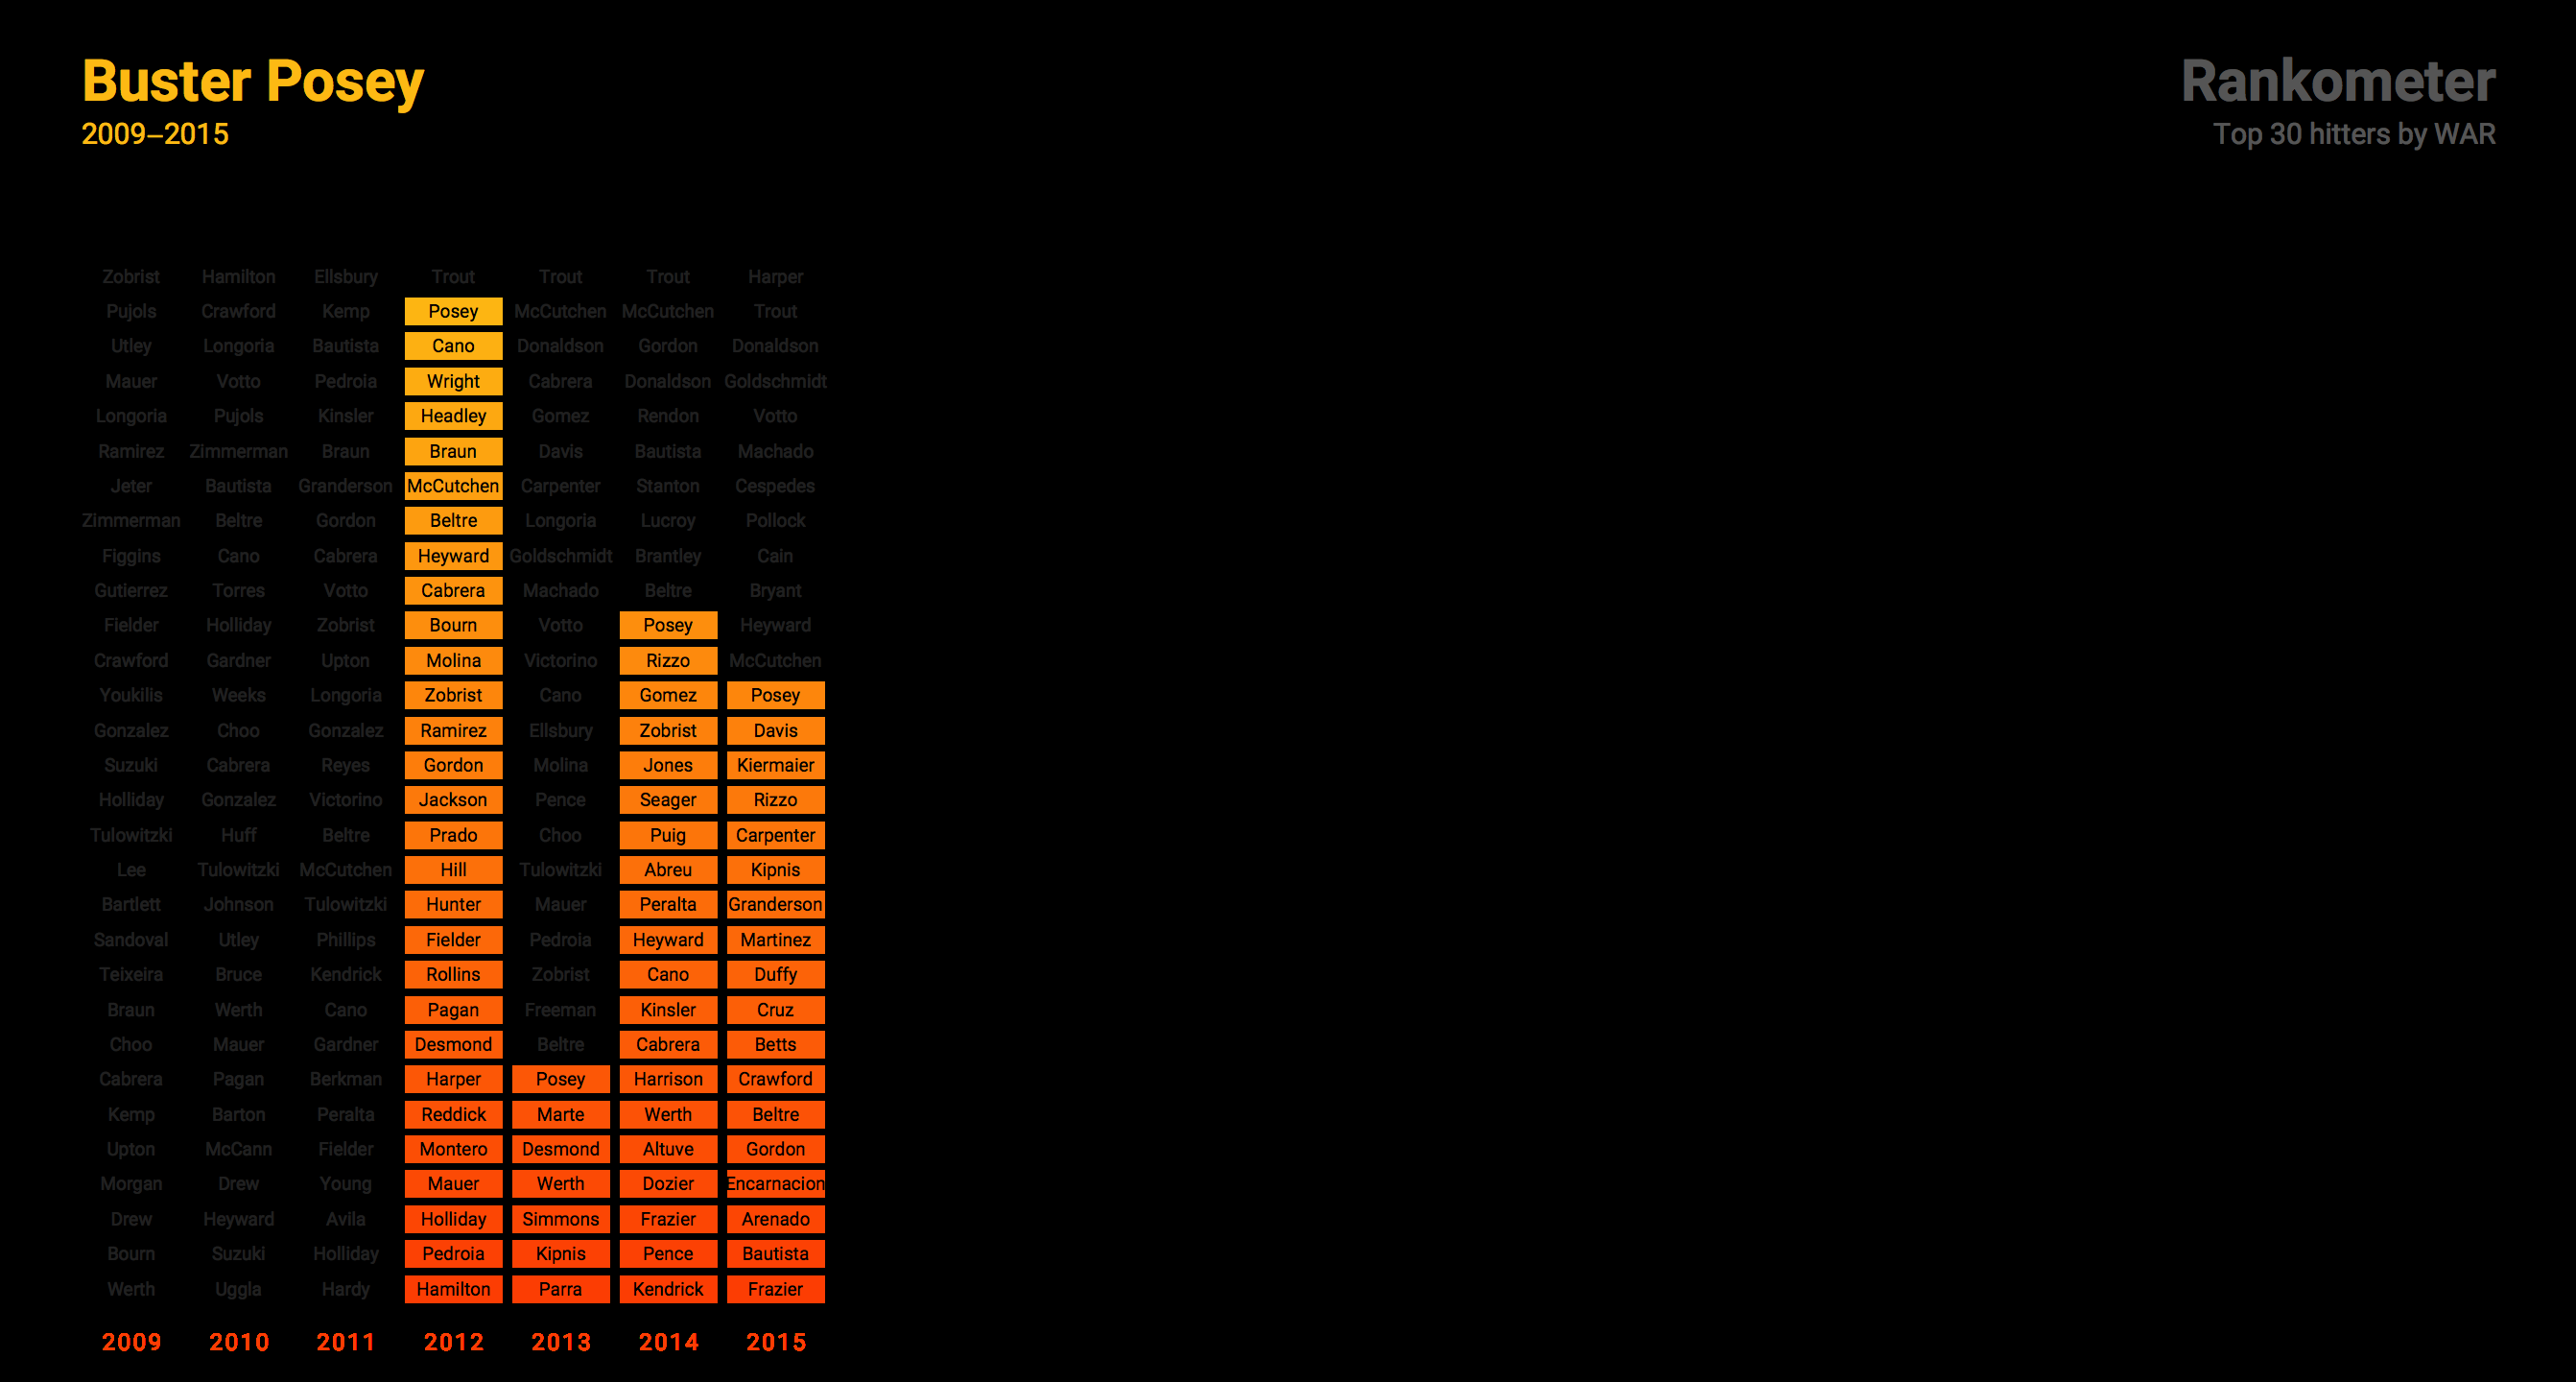 Buster Posey
2009–2015
Rankometer
Top 30 hitters by WAR
Zobrist Hamilton Ellsbury Trout Trout Trout Harper
Pujols Crawford Kemp Posey McCutchen McCutchen Trout
Utley Longoria Bautista Cano Donaldson Gordon Donaldson
Mauer Votto Pedroia Wright Cabrera Donaldson Goldschmidt
Longoria Pujols Kinsler Headley Gomez Rendon Votto
Ramirez Zimmerman Braun Braun Davis Bautista Machado
Jeter Bautista Granderson McCutchen Carpenter Stanton Cespedes
Zimmerman Beltre Gordon Beltre Longoria Lucroy Pollock
Figgins Cano Cabrera Heyward Goldschmidt Brantley Cain
Gutierrez Torres Votto Cabrera Machado Beltre Bryant
Fielder Holliday Zobrist Bourn Votto Posey Heyward
Crawford Gardner Upton Molina Victorino Rizzo McCutchen
Youkilis Weeks Longoria Zobrist Cano Gomez Posey
Gonzalez Choo Gonzalez Ramirez Ellsbury Zobrist Davis
Suzuki Cabrera Reyes Gordon Molina Jones Kiermaier
Holliday Gonzalez Victorino Jackson Pence Seager Rizzo
Tulowitzki Huff Beltre Prado Choo Puig Carpenter
Lee Tulowitzki McCutchen Hill Tulowitzki Abreu Kipnis
Bartlett Johnson Tulowitzki Hunter Mauer Peralta Granderson
Sandoval Utley Phillips Fielder Pedroia Heyward Martinez
Teixeira Bruce Kendrick Rollins Zobrist Cano Duffy
Braun Werth Cano Pagan Freeman Kinsler Cruz
Choo Mauer Gardner Desmond Beltre Cabrera Betts
Cabrera Pagan Berkman Harper Posey Harrison Crawford
Kemp Barton Peralta Reddick Marte Werth Beltre
Upton McCann Fielder Montero Desmond Altuve Gordon
Morgan Drew Young Mauer Werth Dozier Encarnacion
Drew Heyward Avila Holliday Simmons Frazier Arenado
Bourn Suzuki Holliday Pedroia Kipnis Pence Bautista
Werth Uggla Hardy Hamilton Parra Kendrick Frazier
2009 2010 2011 2012 2013 2014 2015